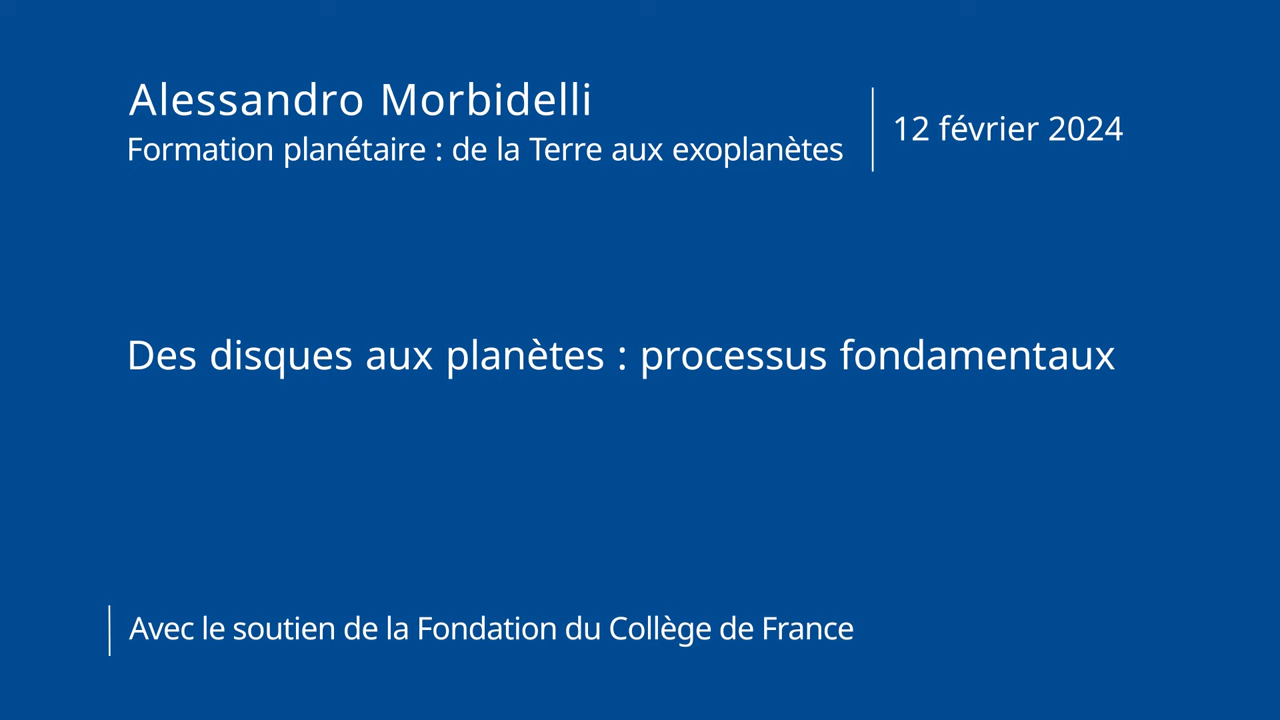 Alessandro Morbidelli
Formation planétaire : de la Terre aux exoplanètes
12 février 2024
Des disques aux planètes : processus fondamentaux
Avec le soutien de la Fondation du Collège de France